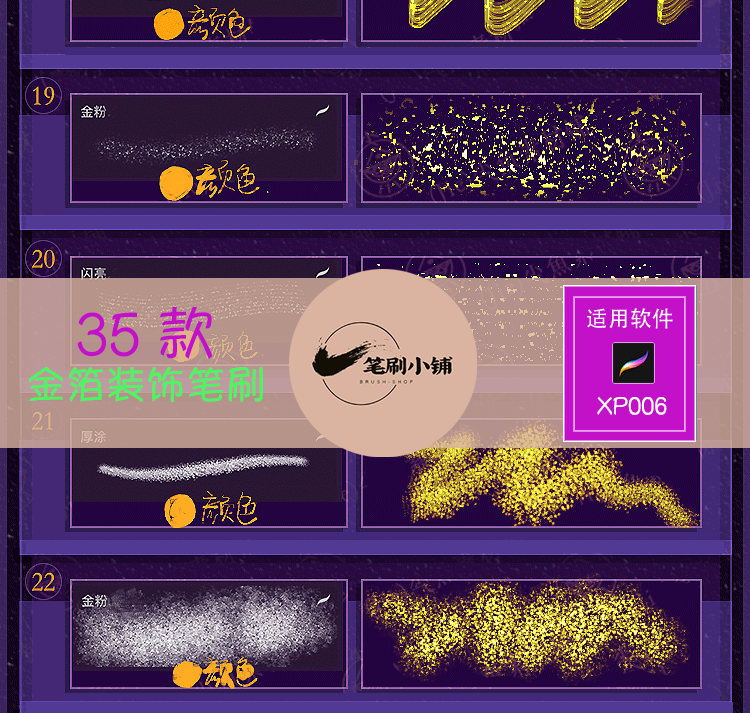 颜色
19
金粉
颜色
20
闪亮
35 款
金箔装饰笔刷
笔刷小铺
BRUSH-SHOP
适用软件
XP006
颜色
21
厚涂
颜色
22
金粉
颜色